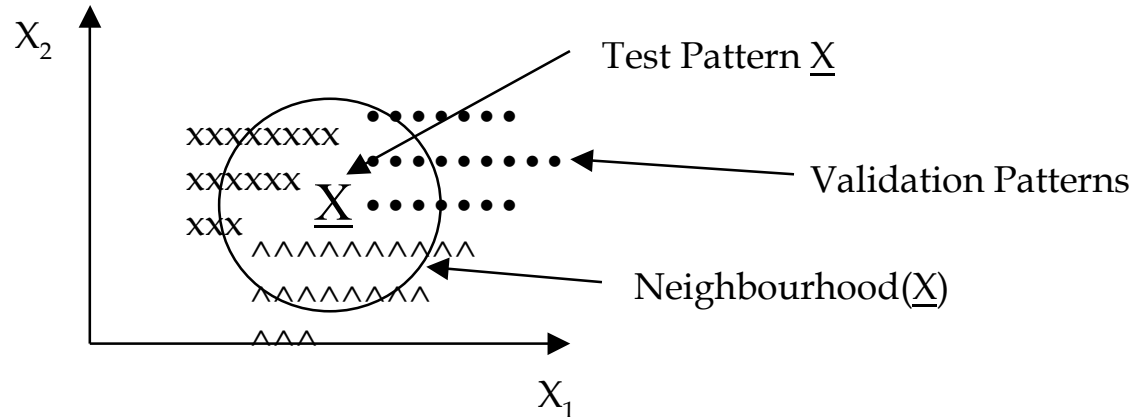 X₂
Test Pattern X
xxxxxxxx
Validation Patterns
xxxxxx
X
xxx
^^^^^^^^^^
Neighbourhood(X)
^^^^^^^^
^^^
X₁